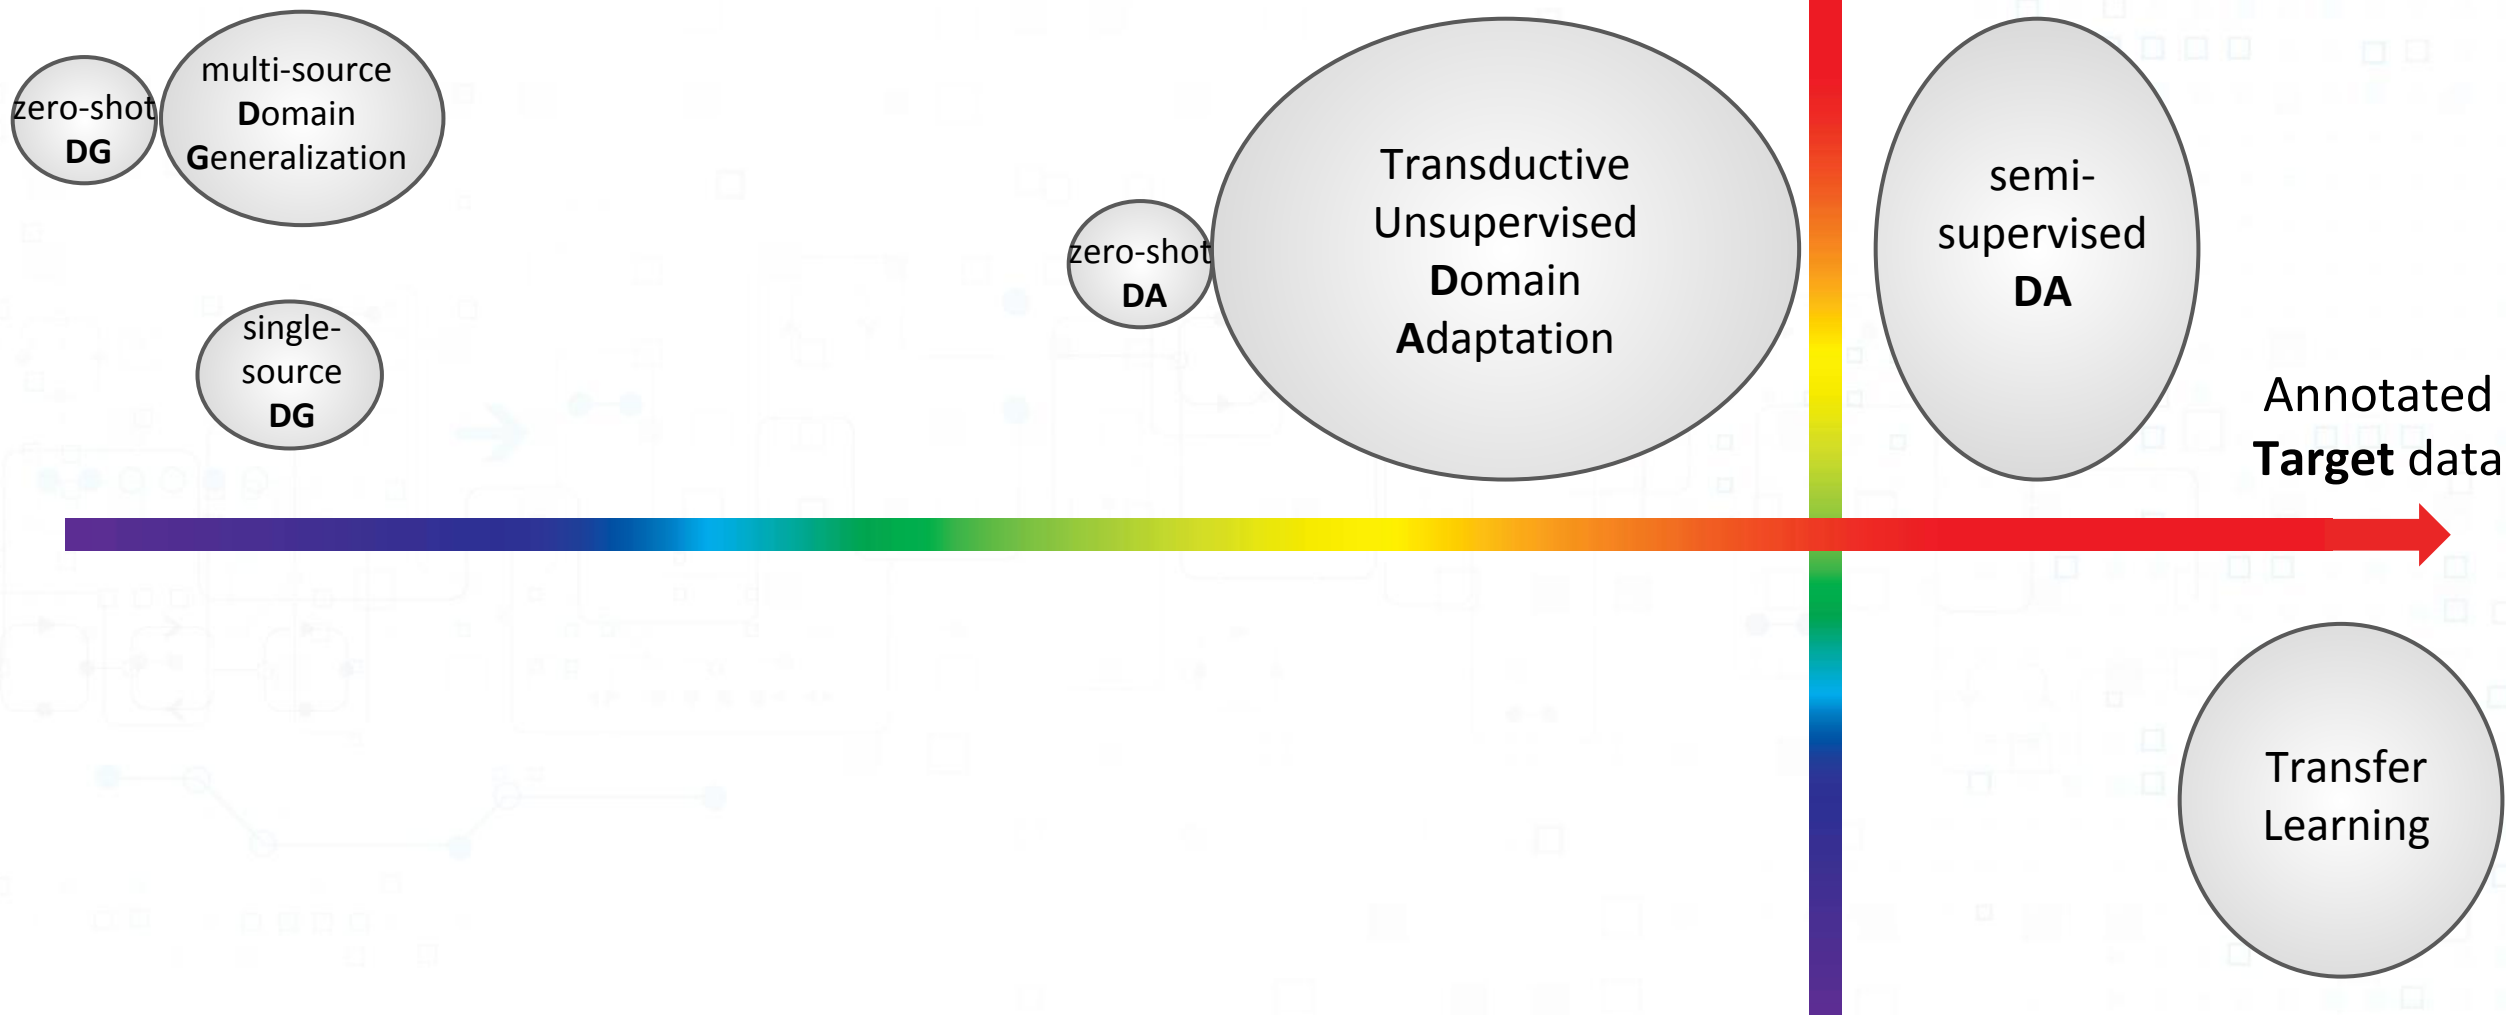 zero-shot
DG
multi-source
Domain
Generalization
single-
source
DG
zero-shot
DA
Transductive
Unsupervised
Domain
Adaptation
semi-
supervised
DA
Annotated
Target data
Transfer
Learning